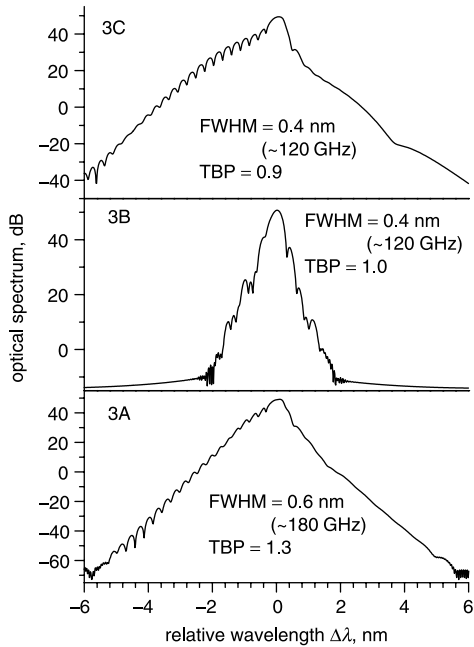 3C
40
20
0
−20
−40
FWHM = 0.4 nm
(~120 GHz)
TBP = 0.9
3B
40
20
0
FWHM = 0.4 nm
(~120 GHz)
TBP = 1.0
optical spectrum, dB
3A
40
20
0
−20
−40
−60
FWHM = 0.6 nm
(~180 GHz)
TBP = 1.3
−6 −4 −2 0 2 4 6
relative wavelength Δλ, nm